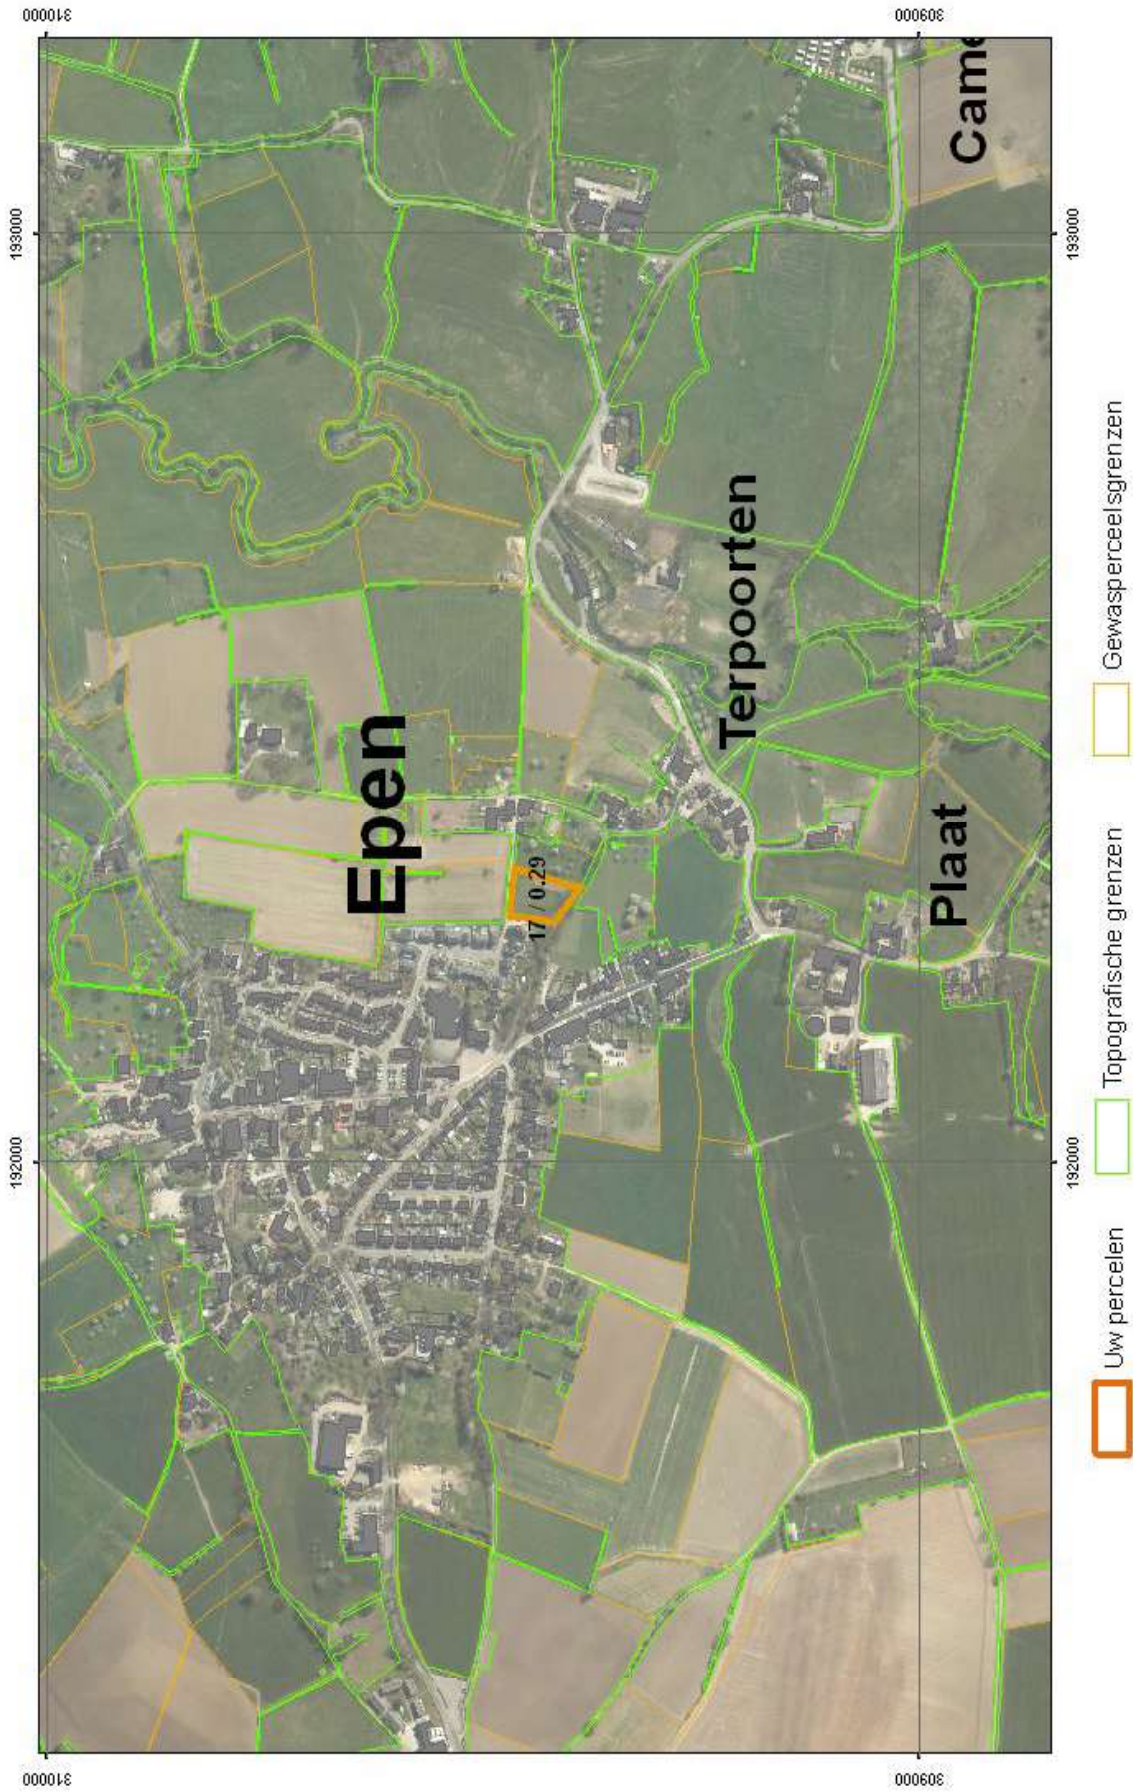 193000
192000
310000
310000
309000
309000
Epen
17 / 0.29
Terpoorten
Plaat
Came
193000
192000
Uw percelen
Topografische grenzen
Gewasperceelsgrenzen